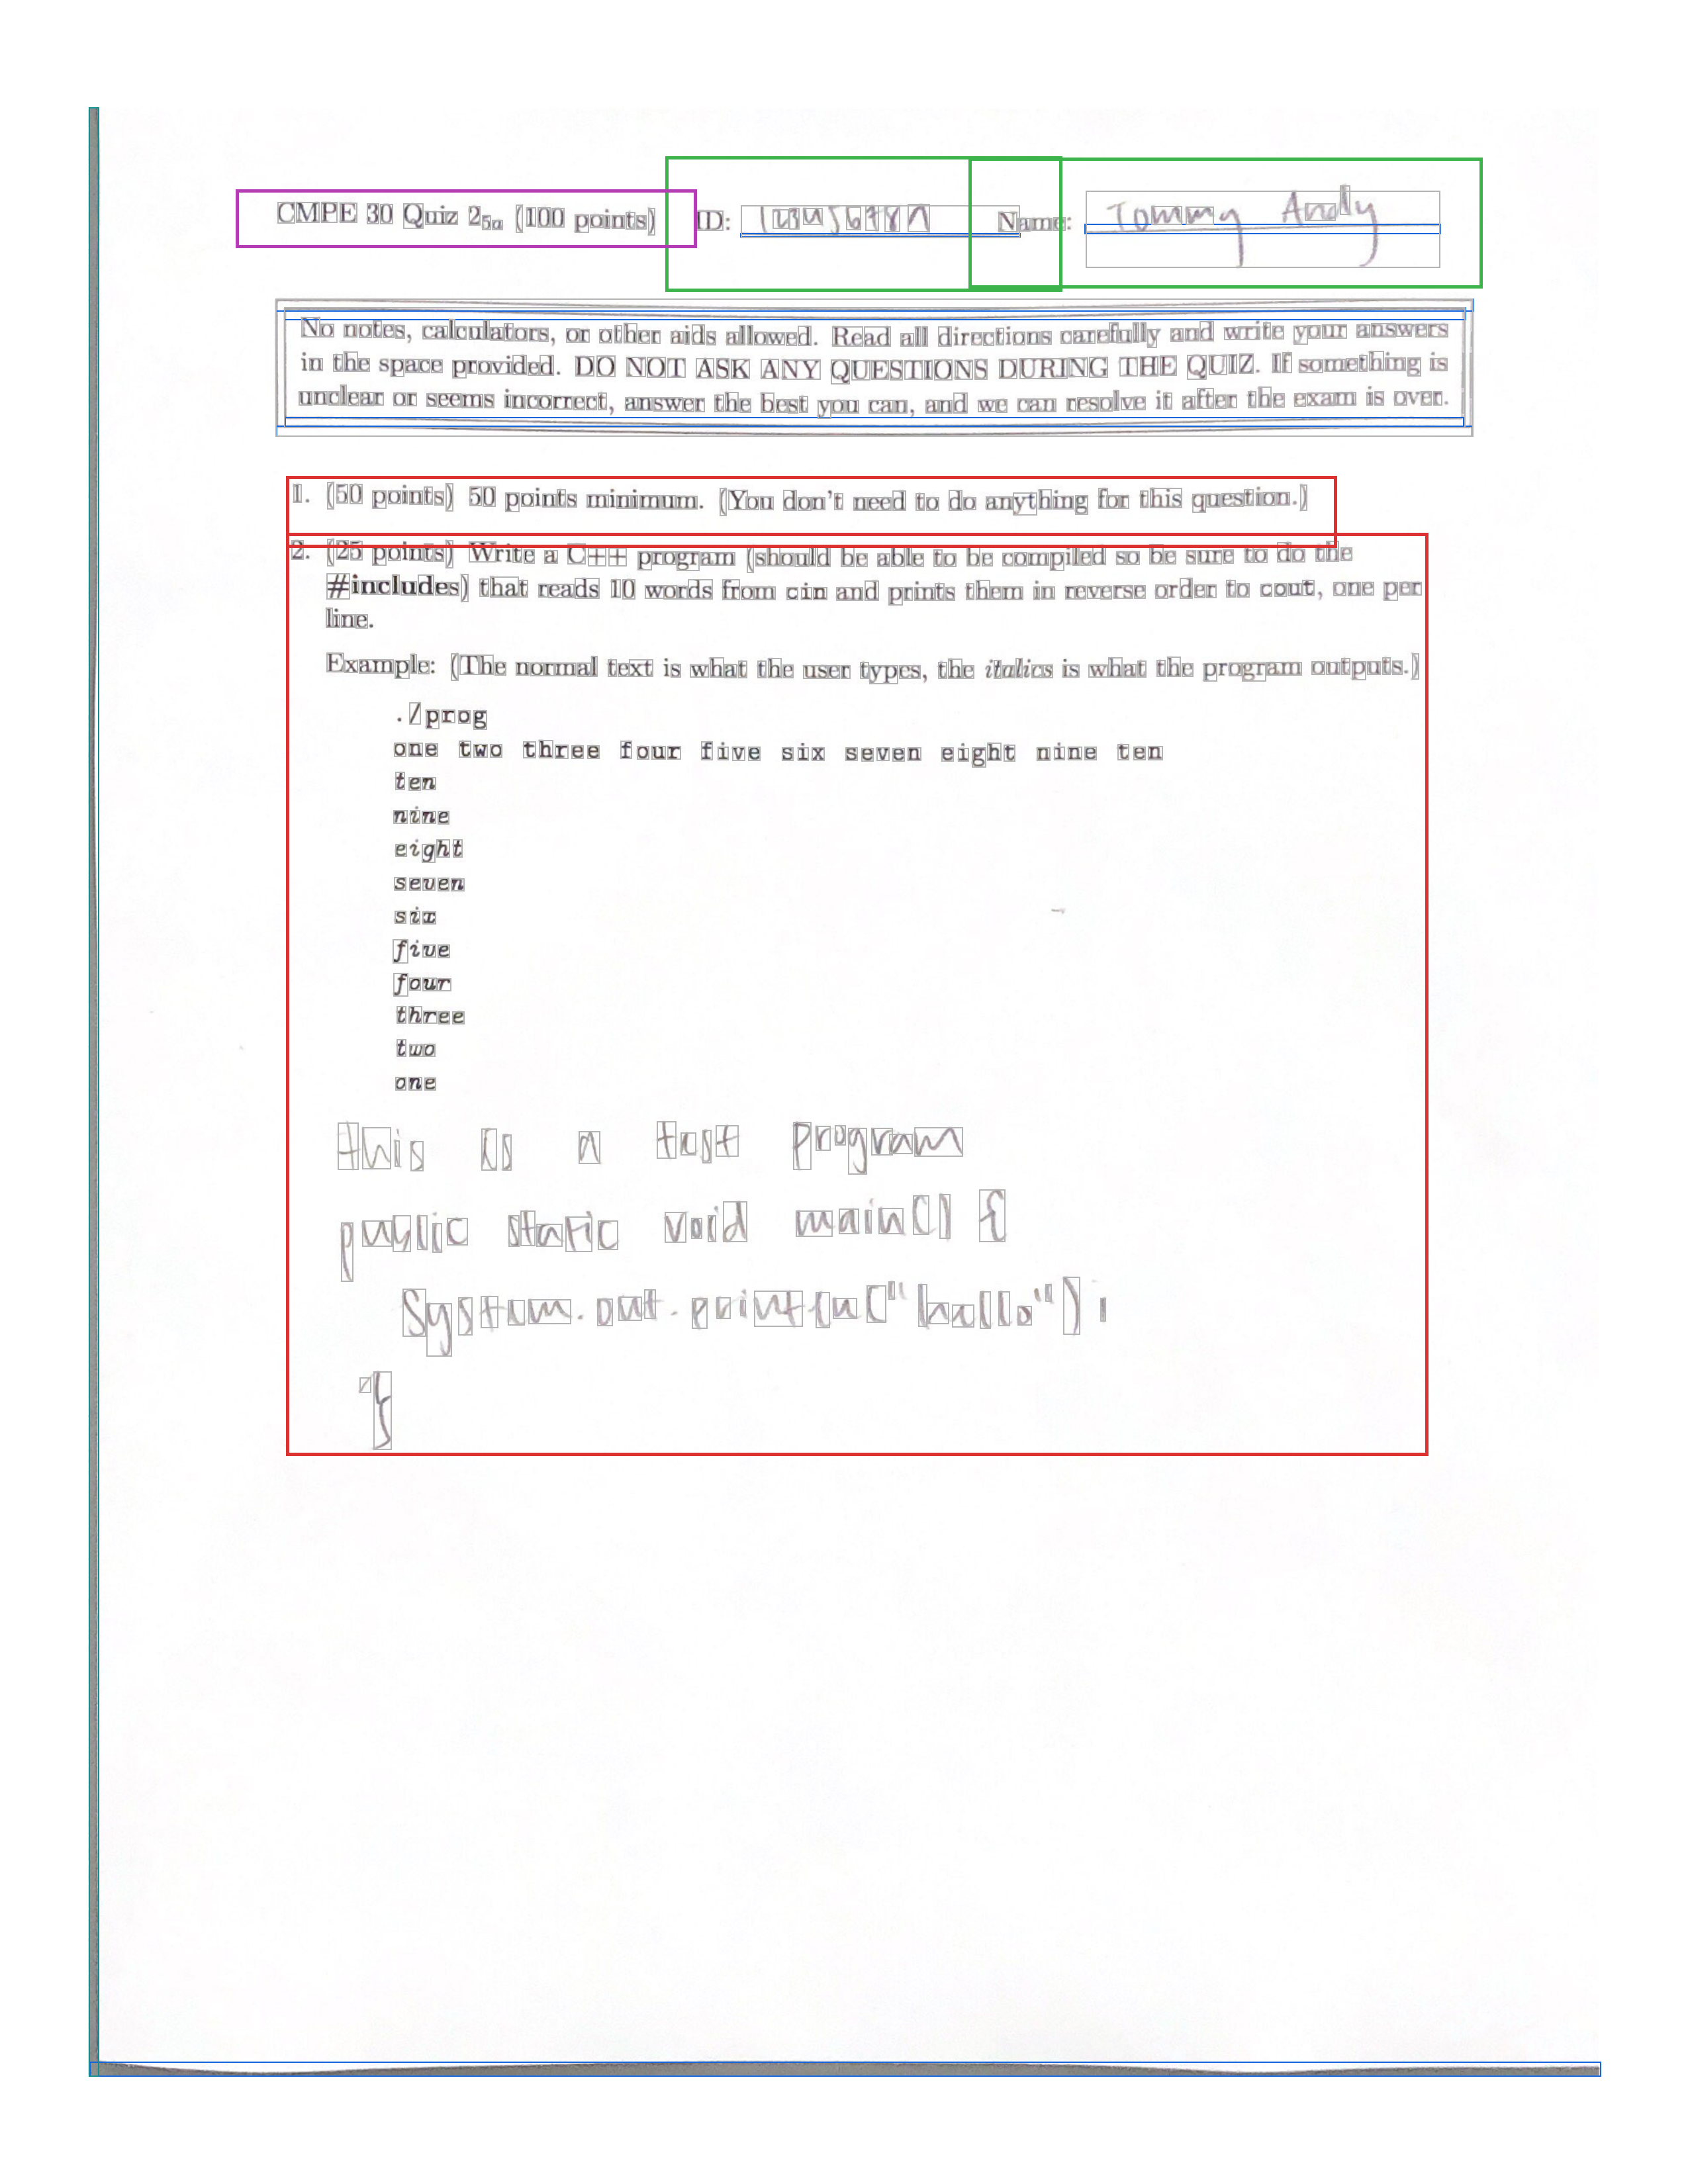 CMPE 30 Quiz 25a (100 points) ID: Name: Tommy Andy
No notes, calculators, or other aids allowed. Read all directions carefully and write your answers
in the space provided. DO NOT ASK ANY QUESTIONS DURING THE QUIZ. If something is
unclear or seems incorrect, answer the best you can, and we can resolve it after the exam is over.
1. (50 points) 50 points minimum. (You don't need to do anything for this question.)
2. (25 points) Write a C++ program (should be able to be compiled so be sure to do the
#includes) that reads 10 words from cin and prints them in reverse order to cout, one per
line.
Example: (The normal text is what the user types, the italics is what the program outputs.)
./prog
one two three four five six seven eight nine ten
ten
nine
eight
seven
six
five
four
three
two
one
this is a test program
public static void main() {
System.out.println("hello");
}